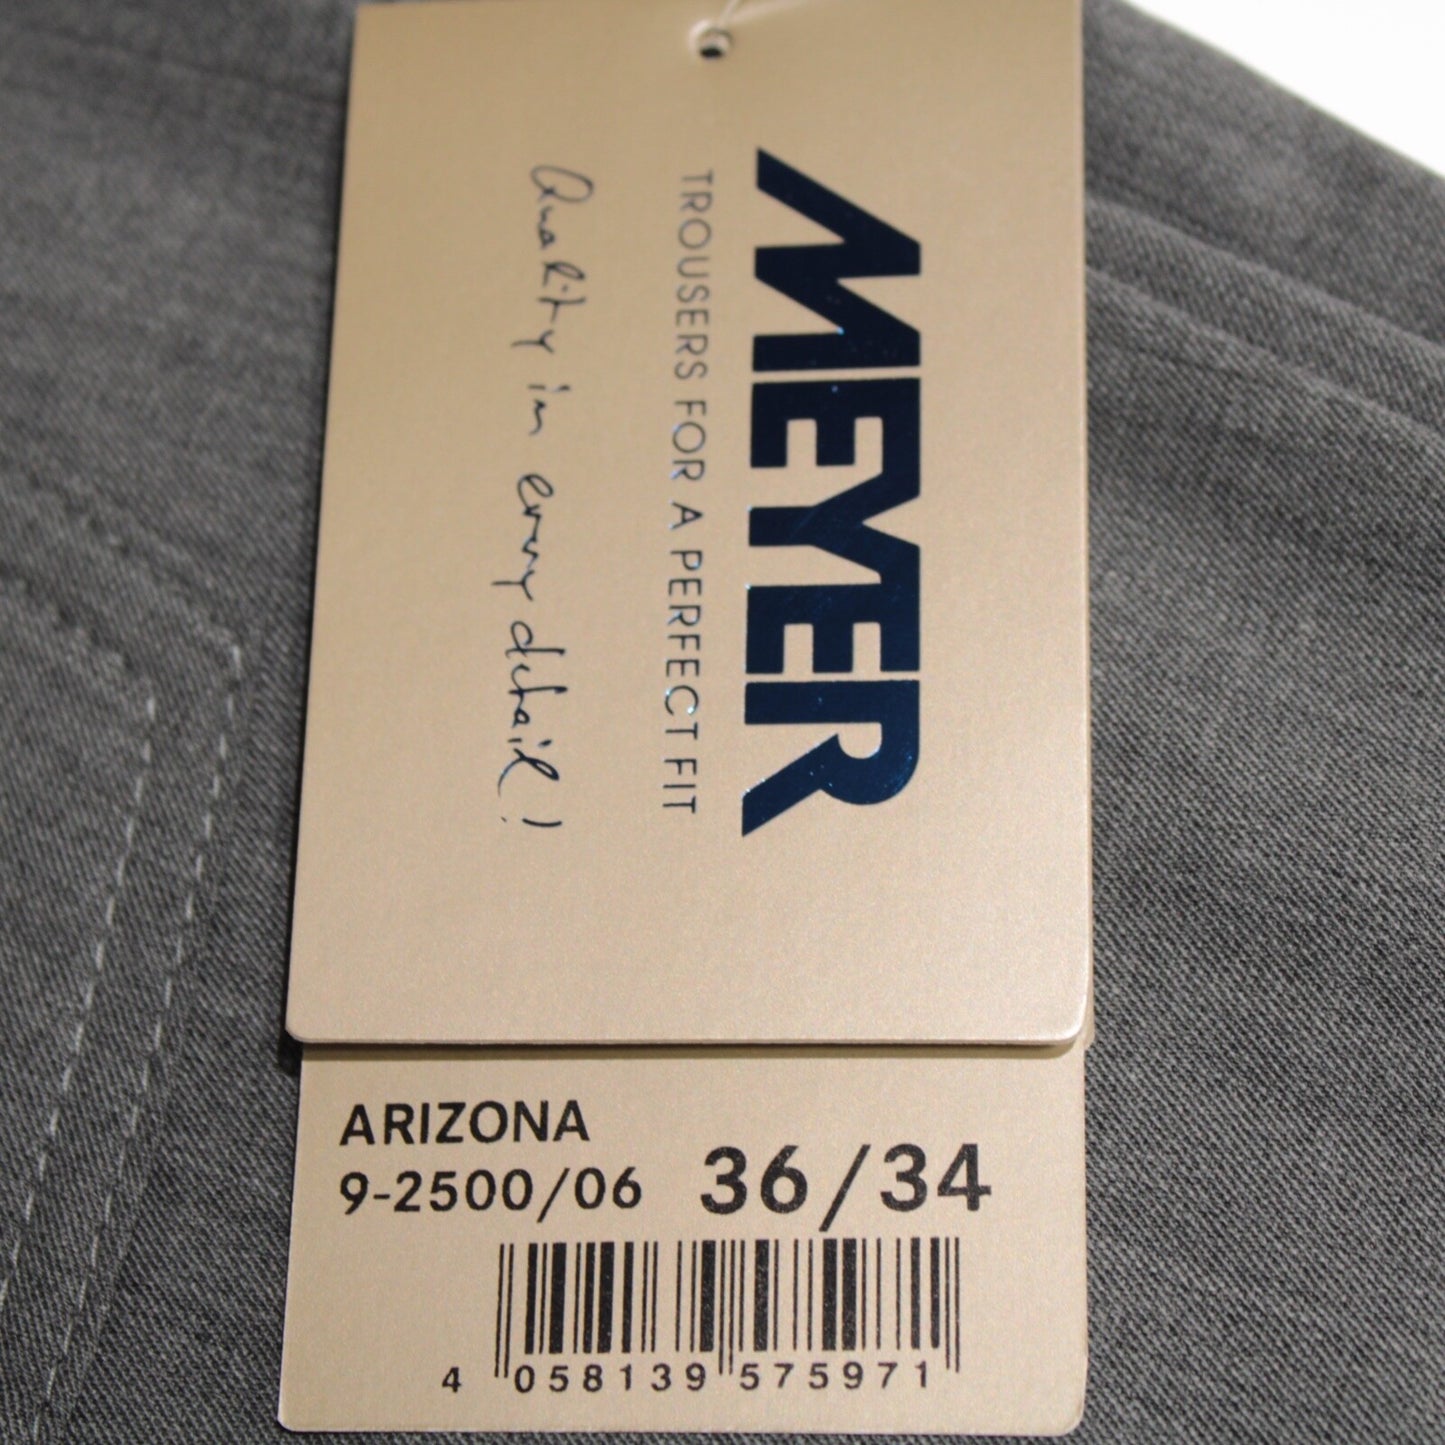 MEYER
TROUSERS FOR A PERFECT FIT
Quality in every detail!
ARIZONA
9-2500/06 36/34
4 058139 575971